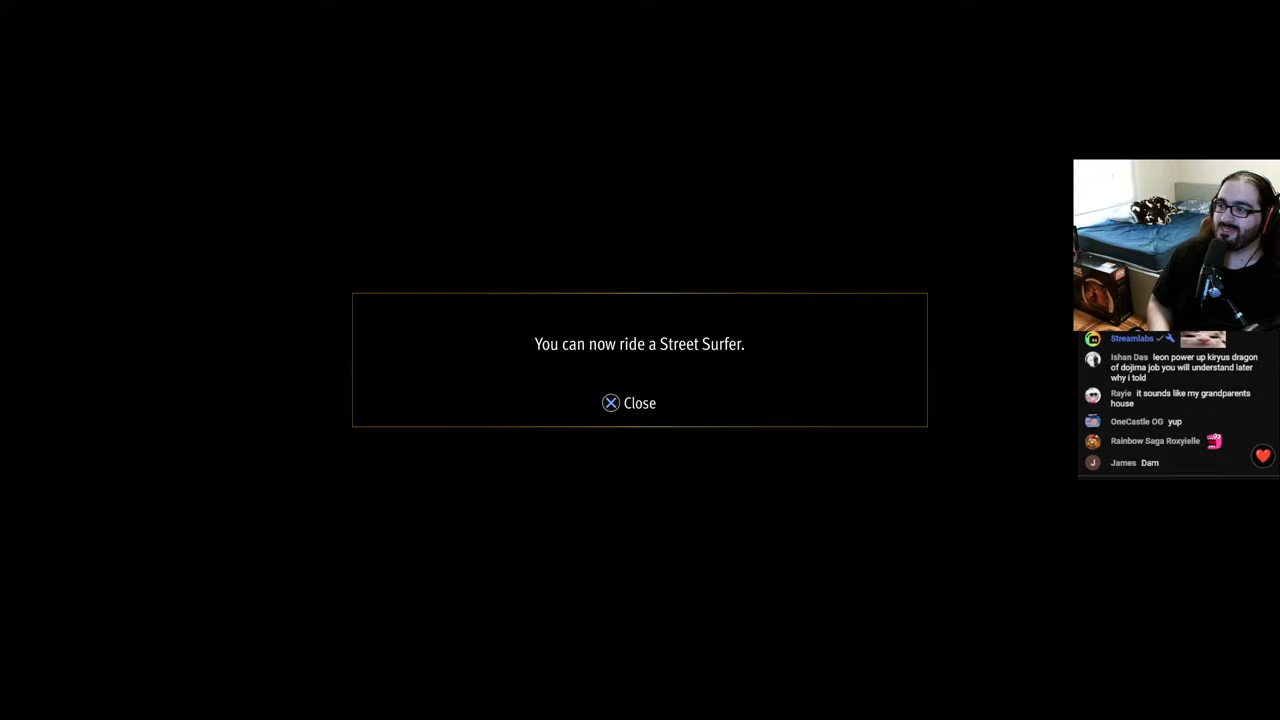 You can now ride a Street Surfer.
Close
Streamlabs
Ishan Das leon power up kiryus dragon
of dojima job you will understand later
why i told
Rayie it sounds like my grandparents
house
OneCastle OG yup
Rainbow Saga Roxyielle
J James Dam